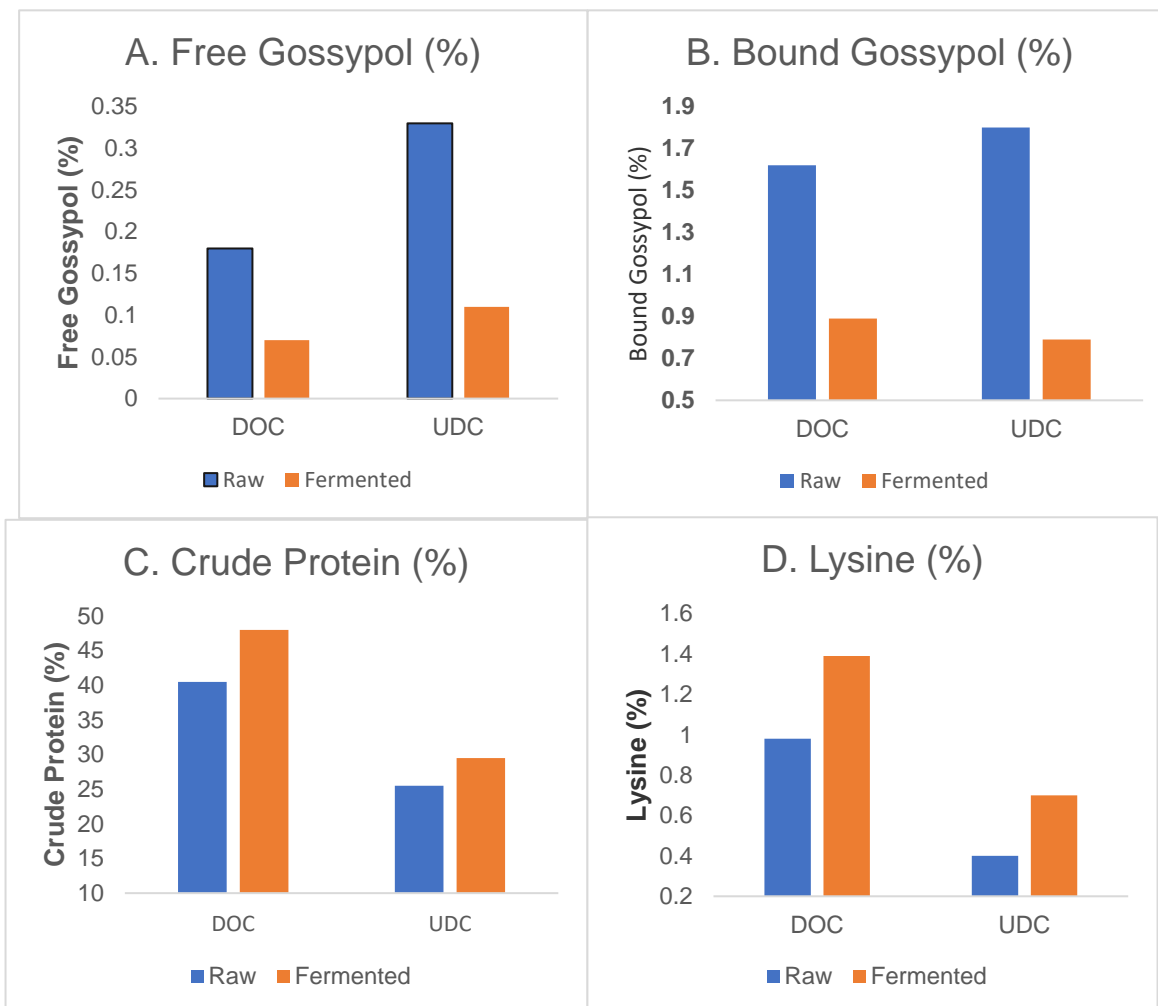 A. Free Gossypol (%)
Free Gossypol (%)
0.35
0.3
0.25
0.2
0.15
0.1
0.05
0
DOC UDC
Raw Fermented
B. Bound Gossypol (%)
Bound Gossypol (%)
1.9
1.7
1.5
1.3
1.1
0.9
0.7
0.5
DOC UDC
Raw Fermented
C. Crude Protein (%)
Crude Protein (%)
50
45
40
35
30
25
20
15
10
DOC UDC
Raw Fermented
D. Lysine (%)
Lysine (%)
1.6
1.4
1.2
1
0.8
0.6
0.4
0.2
DOC UDC
Raw Fermented